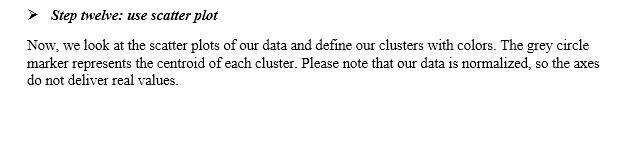 ➢ Step twelve: use scatter plot
Now, we look at the scatter plots of our data and define our clusters with colors. The grey circle
marker represents the centroid of each cluster. Please note that our data is normalized, so the axes
do not deliver real values.